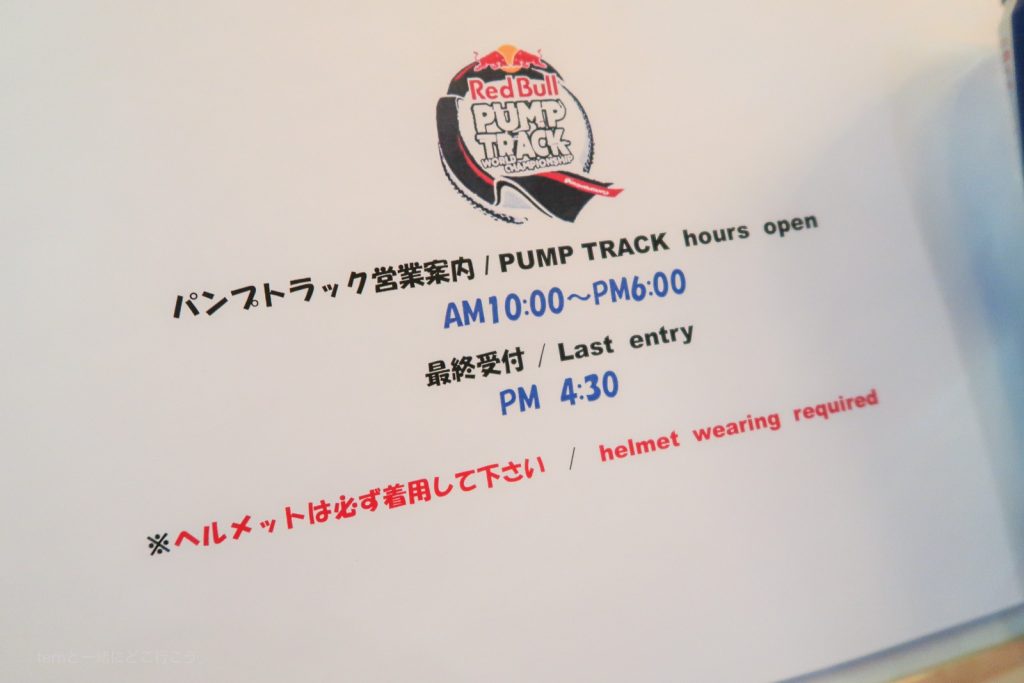 Red Bull
PUMP
TRACK
WORLD
CHAMPIONSHIP
パンプトラック営業案内 / PUMP TRACK hours open
AM10:00～PM6:00
最終受付 / Last entry
PM 4:30
※ヘルメットは必ず着用して下さい / helmet wearing required